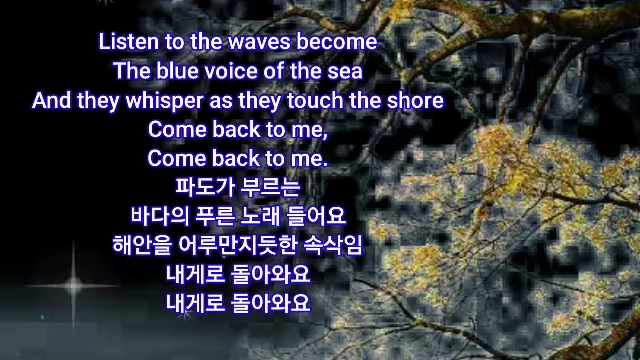 Listen to the waves become
The blue voice of the sea
And they whisper as they touch the shore
Come back to me,
Come back to me.
파도가 부르는
바다의 푸른 노래 들어요
해안을 어루만지듯한 속삭임
내게로 돌아와요
내게로 돌아와요